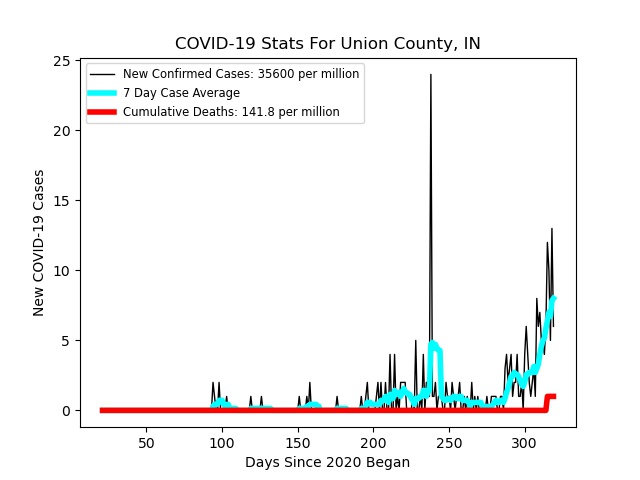 COVID-19 Stats For Union County, IN
New Confirmed Cases: 35600 per million
7 Day Case Average
Cumulative Deaths: 141.8 per million
New COVID-19 Cases
25
20
15
10
5
0
50 100 150 200 250 300
Days Since 2020 Began